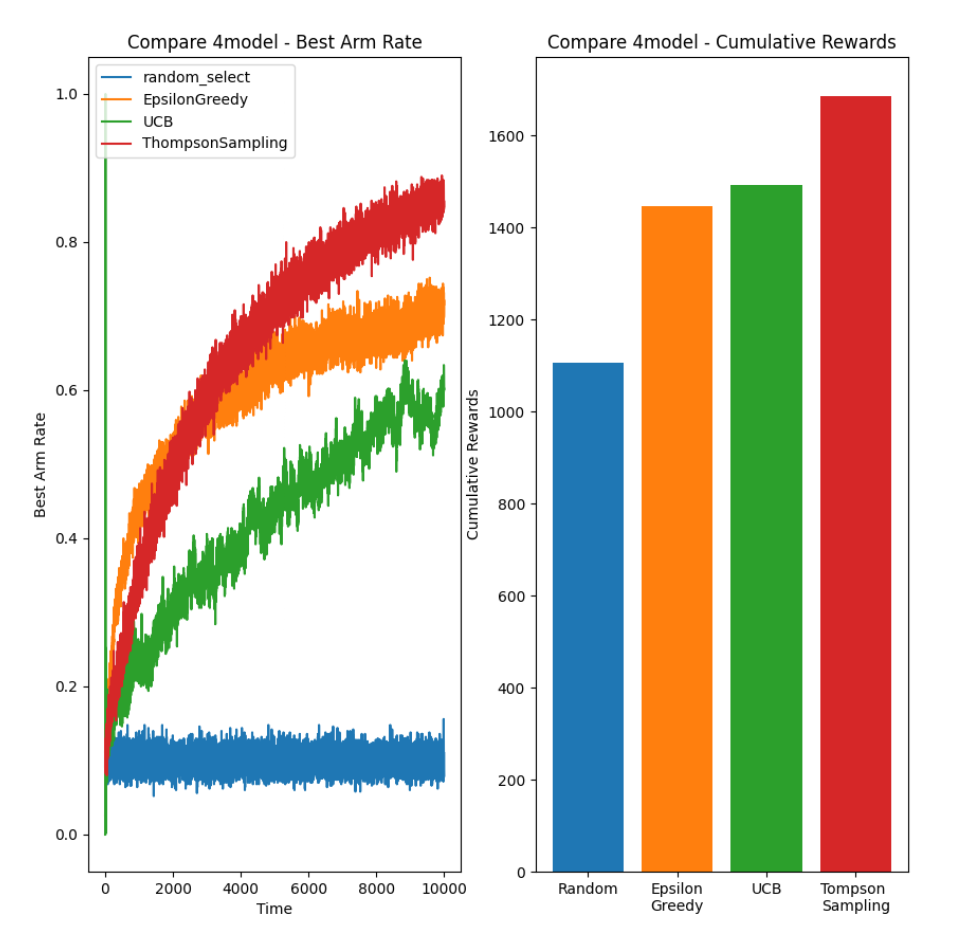 Compare 4model - Best Arm Rate
random_select
EpsilonGreedy
UCB
ThompsonSampling
1.0
0.8
0.6
0.4
0.2
0.0
Best Arm Rate
0 2000 4000 6000 8000 10000
Time
Compare 4model - Cumulative Rewards
1600
1400
1200
1000
800
600
400
200
0
Cumulative Rewards
Random Epsilon UCB Tompson
Greedy Sampling